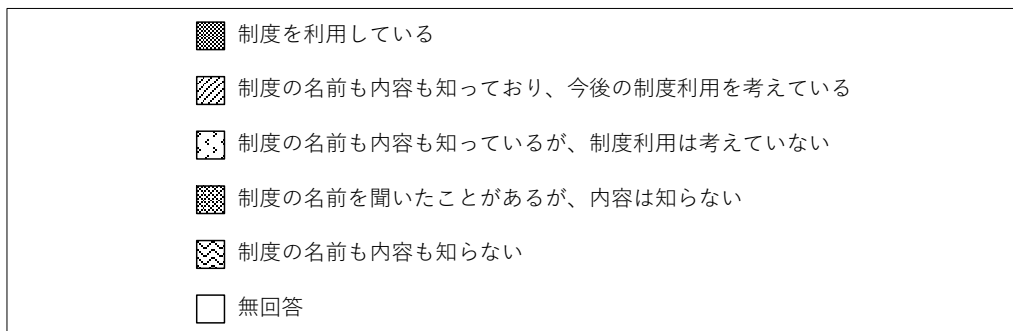 制度を利用している
制度の名前も内容も知っており、今後の制度利用を考えている
制度の名前も内容も知っているが、制度利用は考えていない
制度の名前を聞いたことがあるが、内容は知らない
制度の名前も内容も知らない
無回答